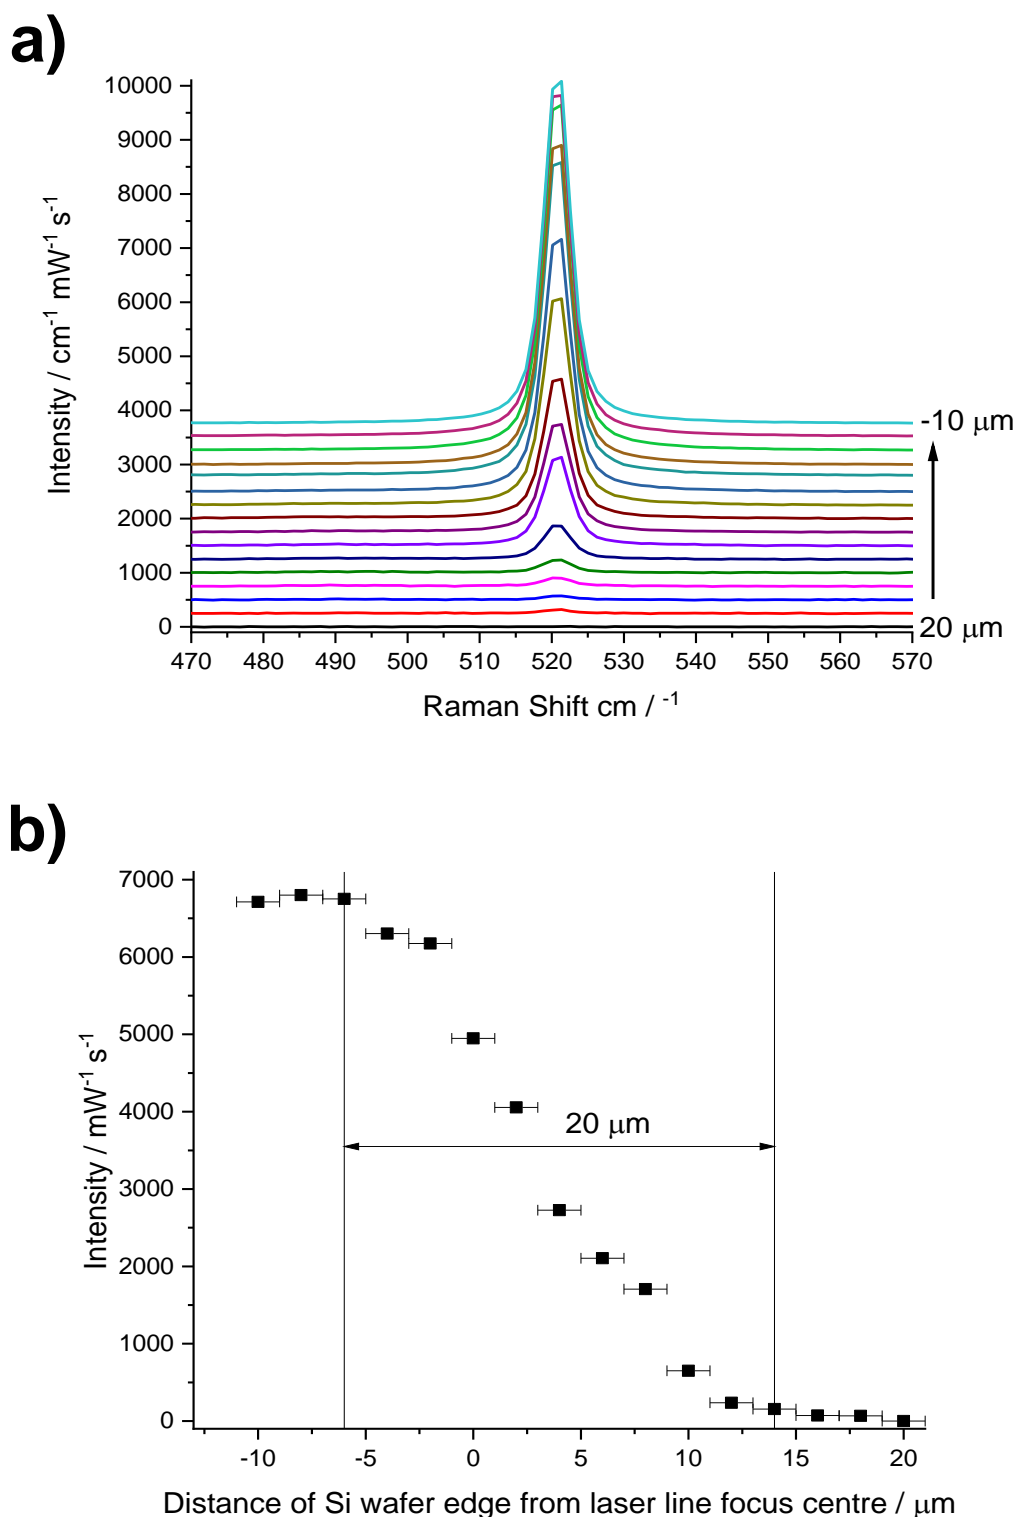 a)
10000
9000
8000
7000
6000
5000
4000
3000
2000
1000
0
Intensity / cm⁻¹ mW⁻¹ s⁻¹
-10 μm
20 μm
470 480 490 500 510 520 530 540 550 560 570
Raman Shift cm / ⁻¹
b)
7000
6000
5000
4000
3000
2000
1000
0
Intensity / mW⁻¹ s⁻¹
20 μm
-10 -5 0 5 10 15 20
Distance of Si wafer edge from laser line focus centre / μm